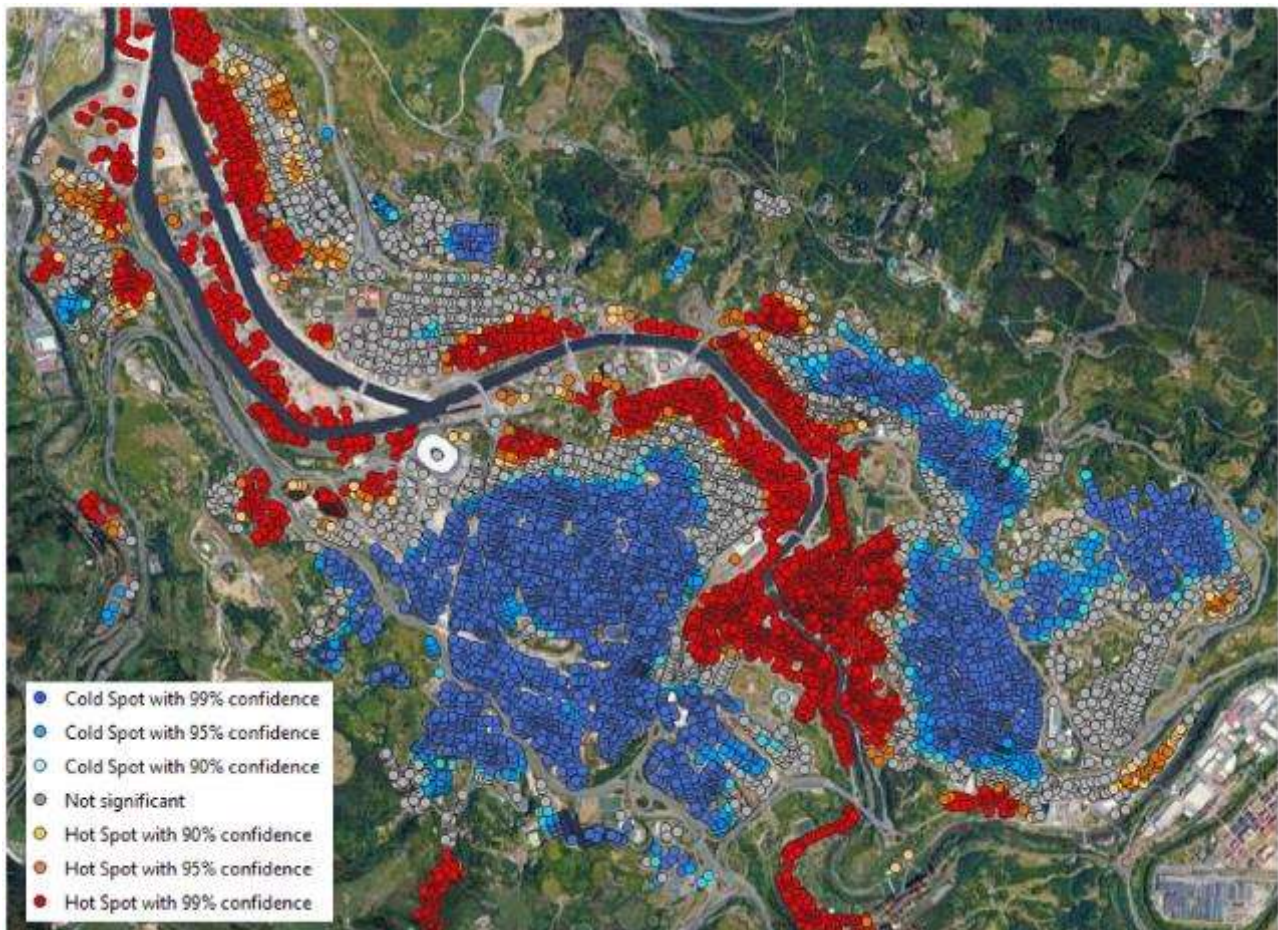 Cold Spot with 99% confidence
Cold Spot with 95% confidence
Cold Spot with 90% confidence
Not significant
Hot Spot with 90% confidence
Hot Spot with 95% confidence
Hot Spot with 99% confidence